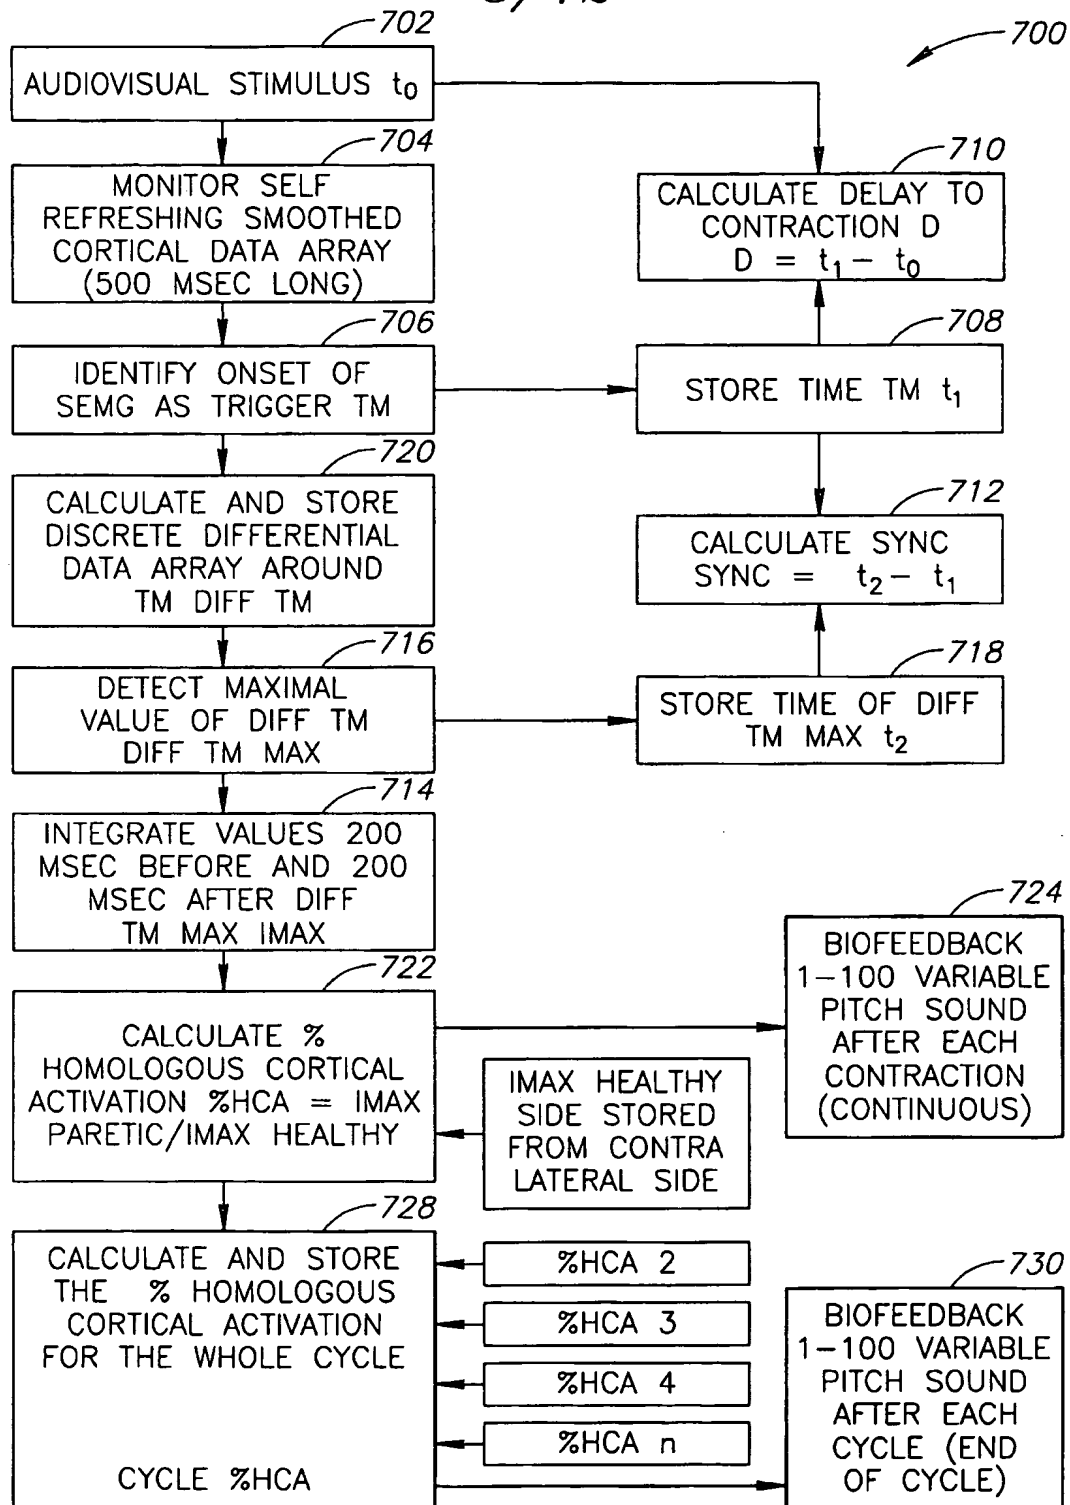 702
700
AUDIOVISUAL STIMULUS t0
704
MONITOR SELF
REFRESHING SMOOTHED
CORTICAL DATA ARRAY
(500 MSEC LONG)
710
CALCULATE DELAY TO
CONTRACTION D
D = t1 – t0
706
IDENTIFY ONSET OF
SEMG AS TRIGGER TM
708
STORE TIME TM t1
720
CALCULATE AND STORE
DISCRETE DIFFERENTIAL
DATA ARRAY AROUND
TM DIFF TM
712
CALCULATE SYNC
SYNC = t2 – t1
716
DETECT MAXIMAL
VALUE OF DIFF TM
DIFF TM MAX
718
STORE TIME OF DIFF
TM MAX t2
714
INTEGRATE VALUES 200
MSEC BEFORE AND 200
MSEC AFTER DIFF
TM MAX IMAX
722
CALCULATE %
HOMOLOGOUS CORTICAL
ACTIVATION %HCA = IMAX
PARETIC/IMAX HEALTHY
IMAX HEALTHY
SIDE STORED
FROM CONTRA
LATERAL SIDE
724
BIOFEEDBACK
1–100 VARIABLE
PITCH SOUND
AFTER EACH
CONTRACTION
(CONTINUOUS)
728
CALCULATE AND STORE
THE % HOMOLOGOUS
CORTICAL ACTIVATION
FOR THE WHOLE CYCLE
CYCLE %HCA
%HCA 2
%HCA 3
%HCA 4
%HCA n
730
BIOFEEDBACK
1–100 VARIABLE
PITCH SOUND
AFTER EACH
CYCLE (END
OF CYCLE)